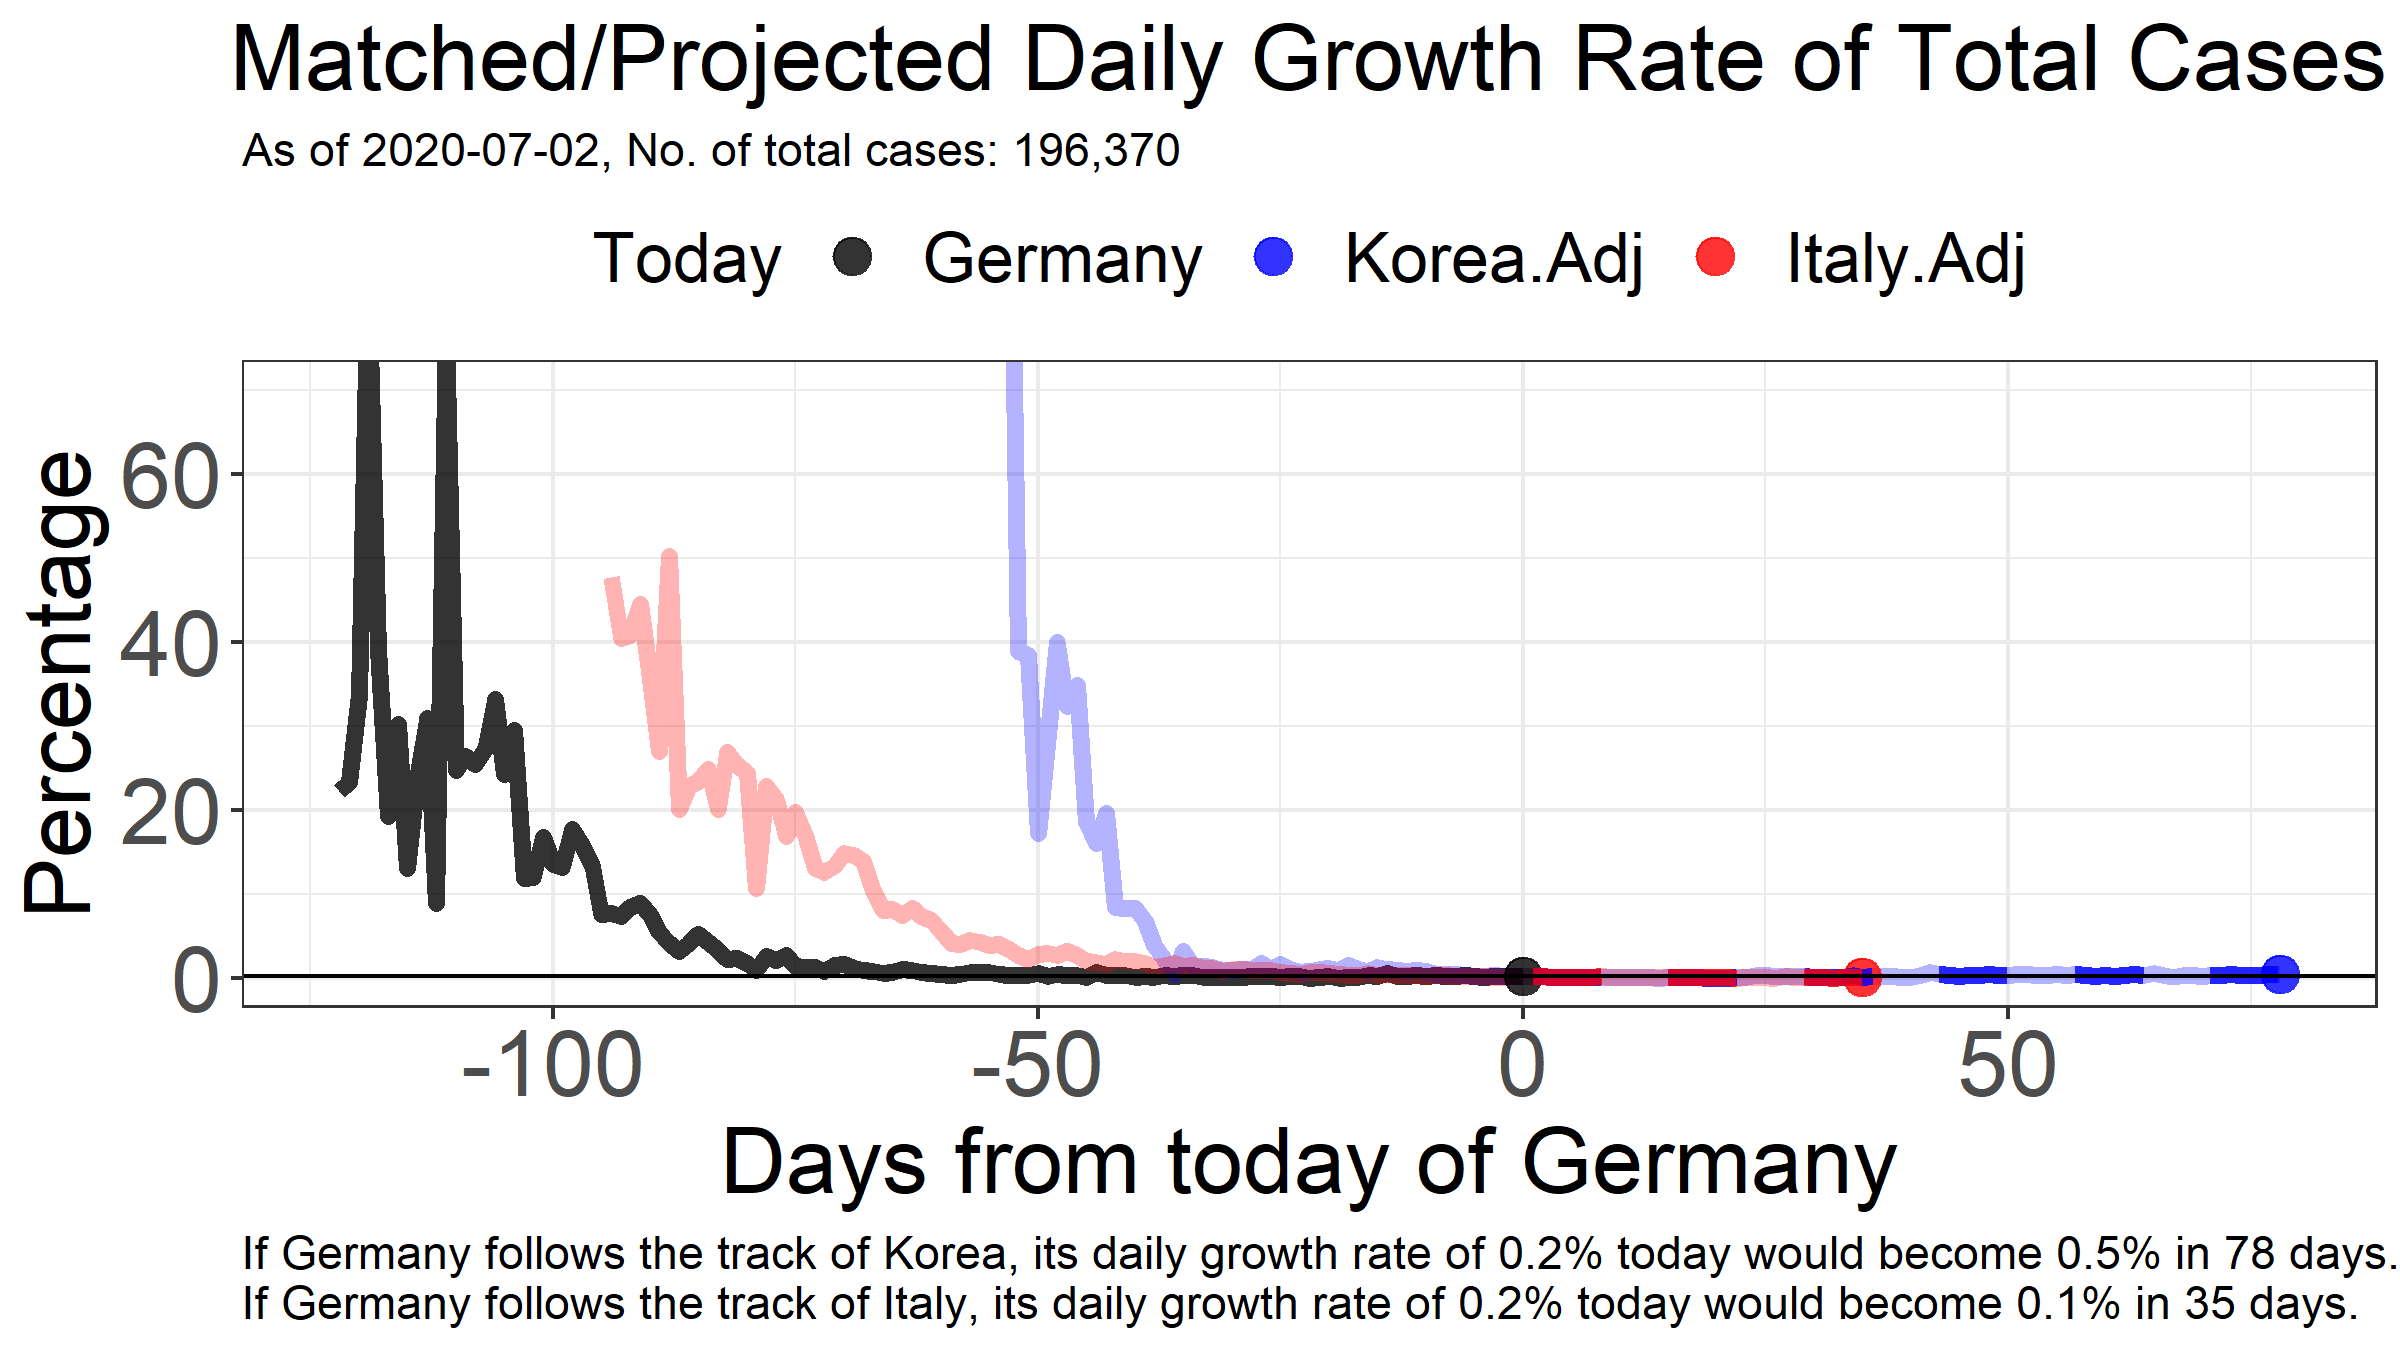 Matched/Projected Daily Growth Rate of Total Cases
As of 2020-07-02, No. of total cases: 196,370
Today Germany Korea.Adj Italy.Adj
Percentage
60
40
20
0
-100 -50 0 50
Days from today of Germany
If Germany follows the track of Korea, its daily growth rate of 0.2% today would become 0.5% in 78 days.
If Germany follows the track of Italy, its daily growth rate of 0.2% today would become 0.1% in 35 days.